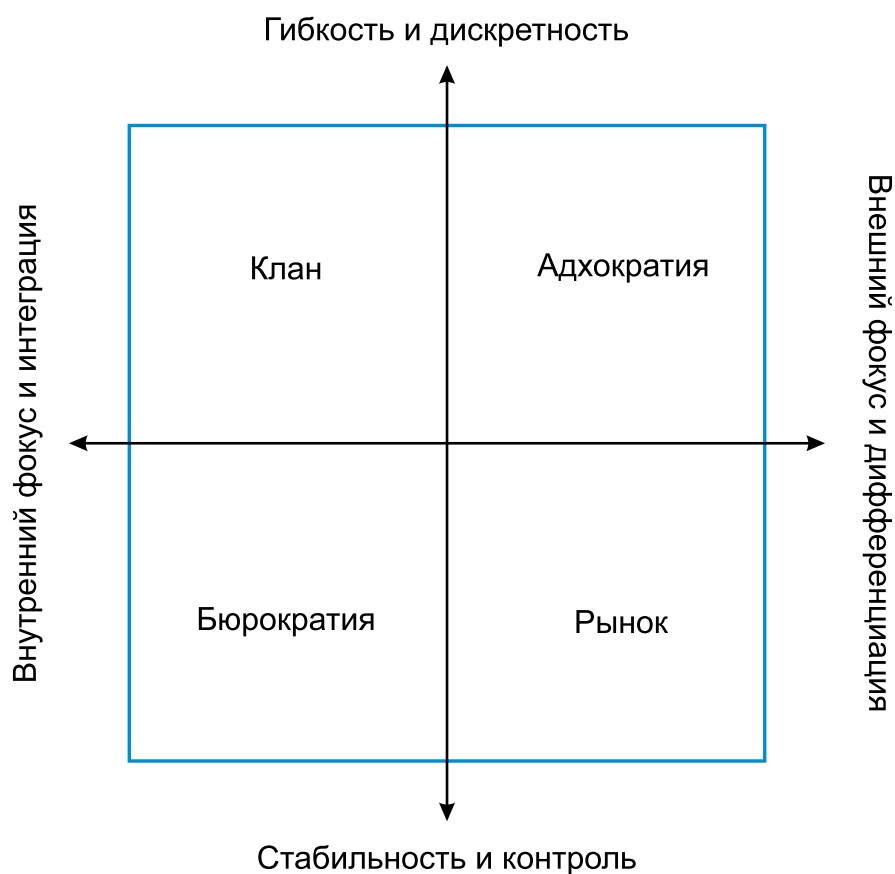 Гибкость и дискретность
Внутренний фокус и интеграция
Внешний фокус и дифференциация
Клан
Адхократия
Бюрократия
Рынок
Стабильность и контроль